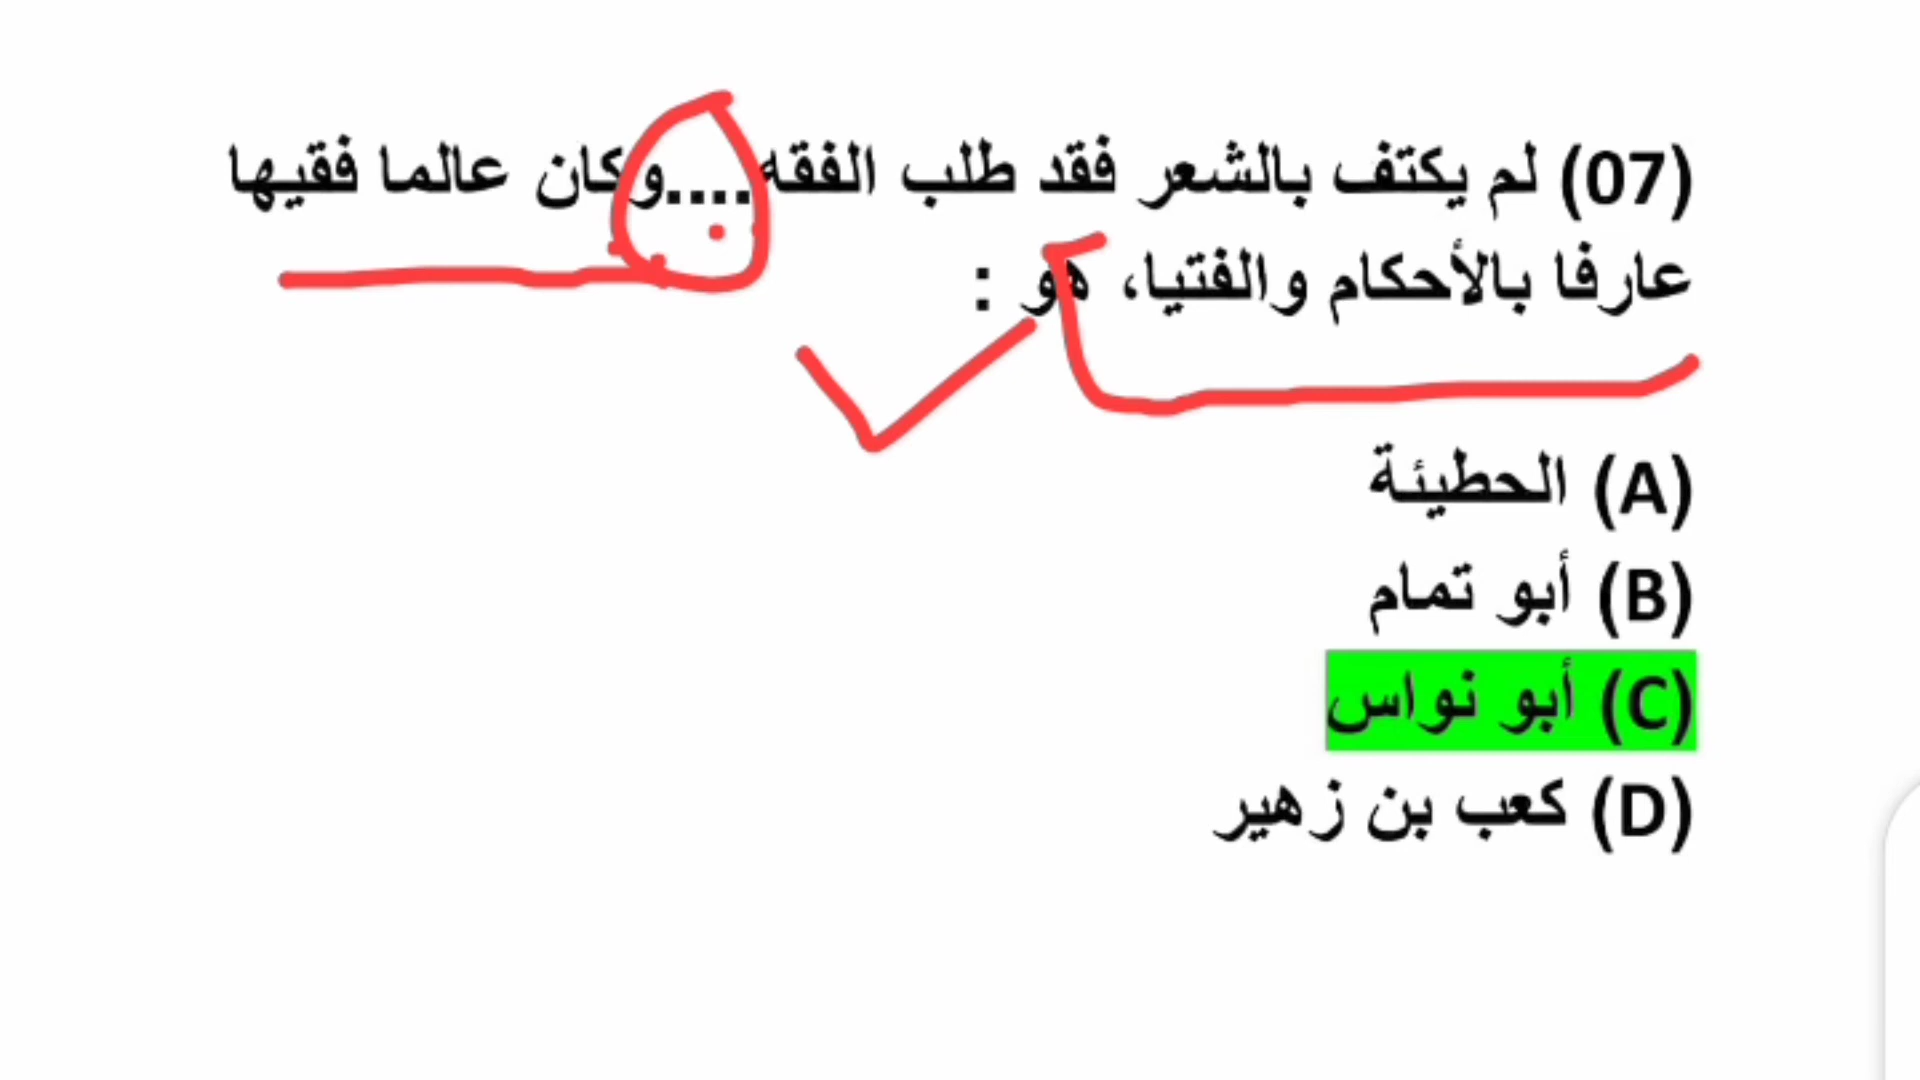 (07) لم يكتف بالشعر فقد طلب الفقه....وكان عالما فقيها
عارفا بالأحكام والفتيا، هو :
(A) الحطيئة
(B) أبو تمام
(C) أبو نواس
(D) كعب بن زهير